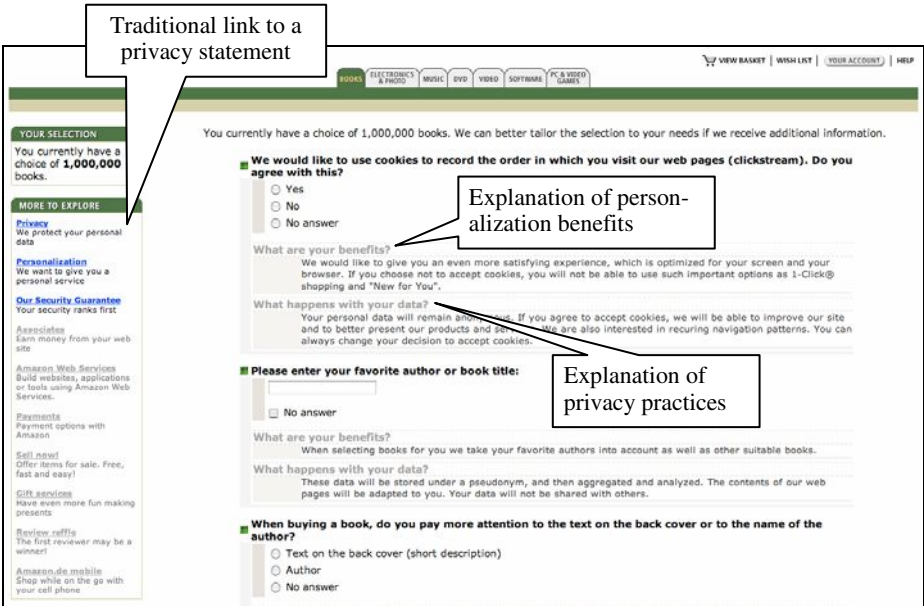 Traditional link to a
privacy statement
VIEW BASKET | WISH LIST | YOUR ACCOUNT | HELP
BOOKS
ELECTRONICS
& PHOTO
MUSIC
DVD
VIDEO
SOFTWARE
PC & VIDEO
GAMES
YOUR SELECTION
You currently have a
choice of 1,000,000
books.
MORE TO EXPLORE
Privacy
We protect your personal
data
Personalization
We want to give you a
personal service
Our Security Guarantee
Your security ranks first
Associates
Earn money from your web
site
Amazon Web Services
Build websites, applications
or tools using Amazon Web
Services.
Payments
Payment options with
Amazon
Sell now!
Offer items for sale. Free,
fast and easy!
Gift services
Have even more fun making
presents
Review raffle
The first reviewer may be a
winner!
Amazon.de mobile
Shop while on the go with
your cell phone
You currently have a choice of 1,000,000 books. We can better tailor the selection to your needs if we receive additional information.
We would like to use cookies to record the order in which you visit our web pages (clickstream). Do you
agree with this?
Yes
No
No answer
Explanation of person-
alization benefits
What are your benefits?
We would like to give you an even more satisfying experience, which is optimized for your screen and your
browser. If you choose not to accept cookies, you will not be able to use such important options as 1-Click®
shopping and "New for You".
What happens with your data?
Your personal data will remain anonymous. If you agree to accept cookies, we will be able to improve our site
and to better present our products and We are also interested in recuring navigation patterns. You can
always change your decision to accept cookies.
Explanation of
privacy practices
Please enter your favorite author or book title:
No answer
What are your benefits?
When selecting books for you we take your favorite authors into account as well as other suitable books.
What happens with your data?
These data will be stored under a pseudonym, and then aggregated and analyzed. The contents of our web
pages will be adapted to you. Your data will not be shared with others.
When buying a book, do you pay more attention to the text on the back cover or to the name of the
author?
Text on the back cover (short description)
Author
No answer